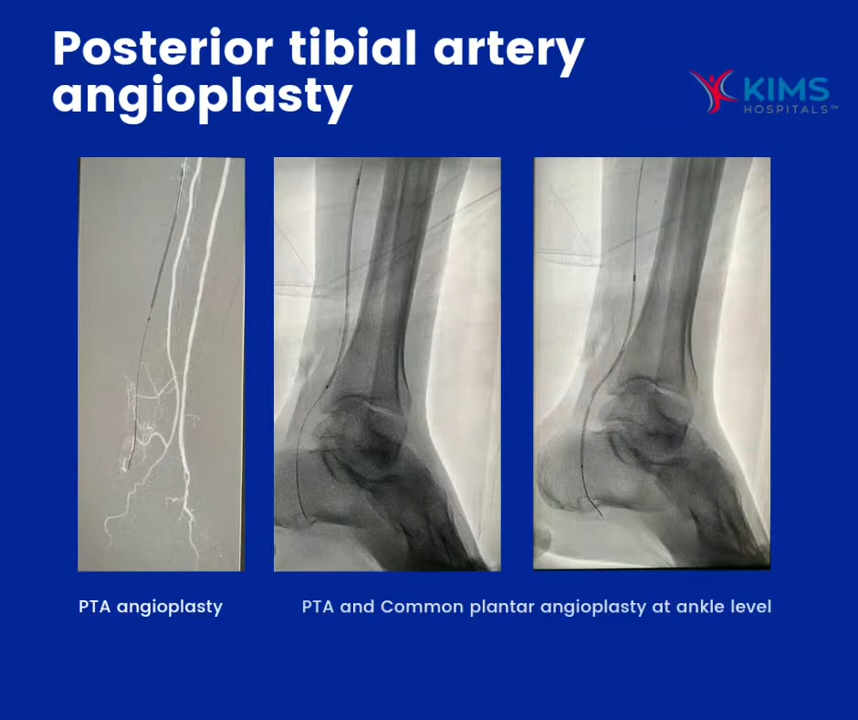 Posterior tibial artery
angioplasty
KIMS
HOSPITALS™
PTA angioplasty
PTA and Common plantar angioplasty at ankle level